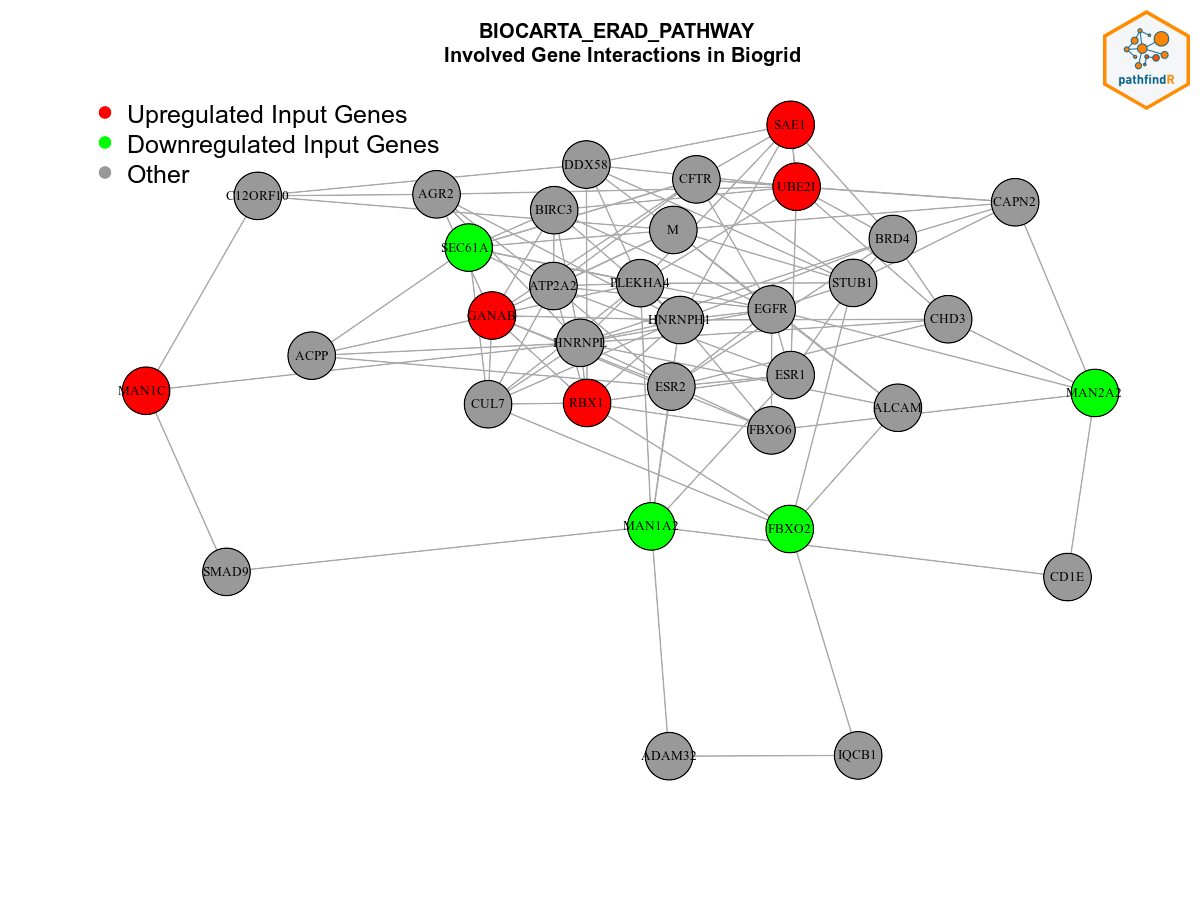 BIOCARTA_ERAD_PATHWAY
Involved Gene Interactions in Biogrid
pathfindR
Upregulated Input Genes
Downregulated Input Genes
Other
SAE1
DDX58
CFTR
UBE2I
C12ORF10
AGR2
CAPN2
BIRC3
M
BRD4
SEC61A
ATP2A2
PLEKHA4
STUB1
GANAB
HNRNPH1
EGFR
CHD3
HNRNPL
ACPP
MAN1C
ESR2
ESR1
MAN2A2
CUL7
RBX1
ALCAM
FBXO6
MAN1A2
FBXO2
SMAD9
CD1E
ADAM32
IQCB1